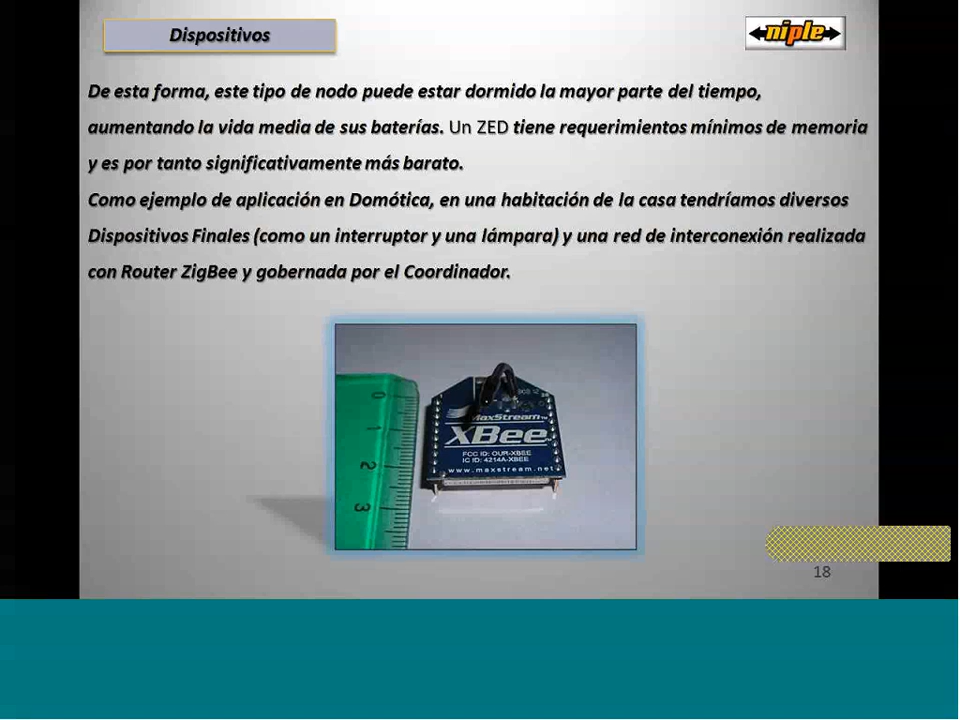 Dispositivos
niple
De esta forma, este tipo de nodo puede estar dormido la mayor parte del tiempo,
aumentando la vida media de sus baterías. Un ZED tiene requerimientos mínimos de memoria
y es por tanto significativamente más barato.
Como ejemplo de aplicación en Domótica, en una habitación de la casa tendríamos diversos
Dispositivos Finales (como un interruptor y una lámpara) y una red de interconexión realizada
con Router ZigBee y gobernada por el Coordinador.
0
1
2
3
MaxStream
XBee
FCC ID: OUR-XBEE
IC ID: 4214A-XBEE
www.maxstream.net
18